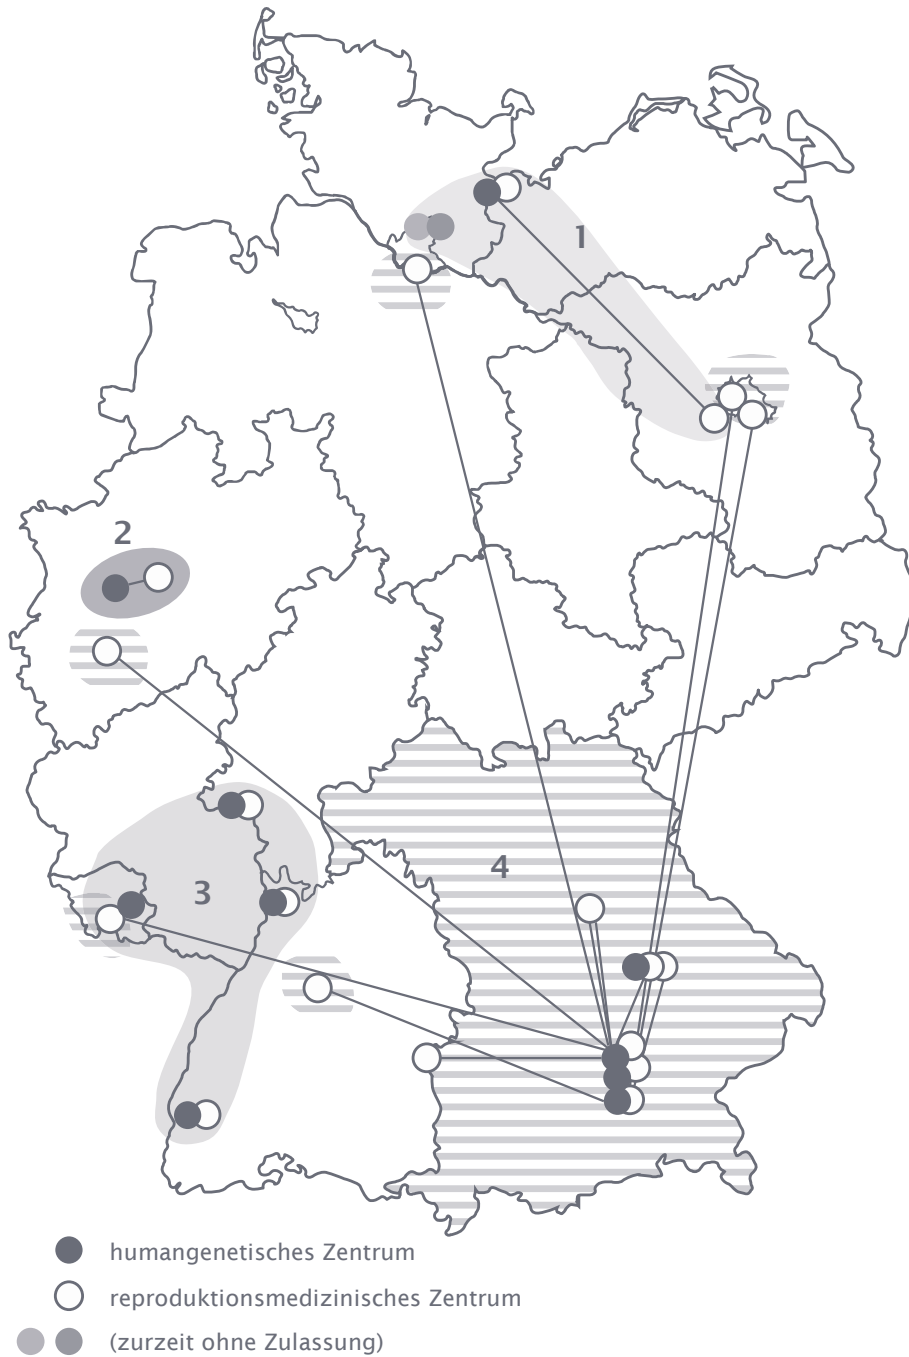 1
2
3
4
humangenetisches Zentrum
reproduktionsmedizinisches Zentrum
(zurzeit ohne Zulassung)